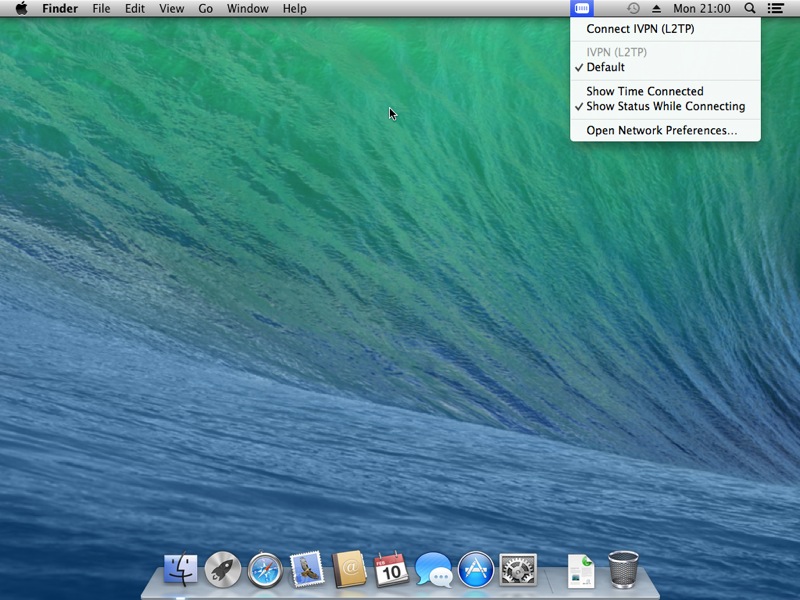 Finder File Edit View Go Window Help Mon 21:00
Connect IVPN (L2TP)
IVPN (L2TP)
✓ Default
Show Time Connected
✓ Show Status While Connecting
Open Network Preferences...
FEB
10
@